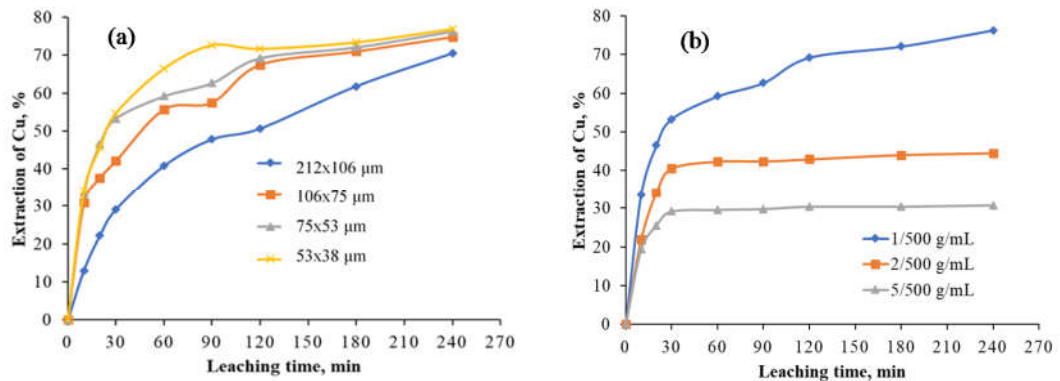 (a)
80
70
60
50
40
30
20
10
0
Extraction of Cu, %
212x106 μm
106x75 μm
75x53 μm
53x38 μm
0 30 60 90 120 150 180 210 240 270
Leaching time, min
(b)
80
70
60
50
40
30
20
10
0
Extraction of Cu, %
1/500 g/mL
2/500 g/mL
5/500 g/mL
0 30 60 90 120 150 180 210 240 270
Leaching time, min